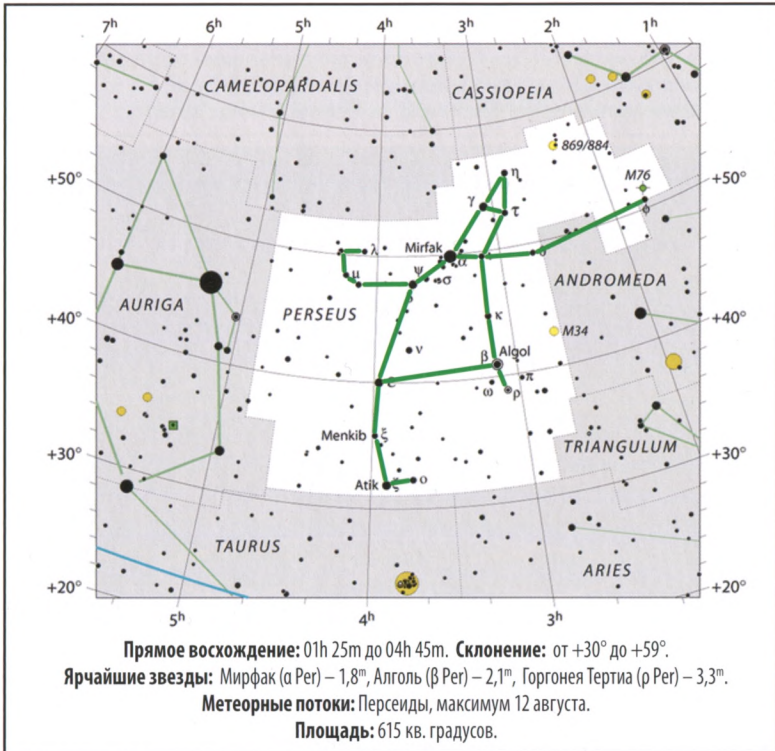 7ʰ 6ʰ 5ʰ 4ʰ 3ʰ 2ʰ 1ʰ
CAMELOPARDALIS
CASSIOPEIA
869/884
+50° η M76 +50°
γ τ φ
Mirfak α
λ
μ ψ σ
ANDROMEDA
AURIGA PERSEUS
+40° κ +40°
M34
ν β Algol
π
ω ρ
ε
Menkib ξ
TRIANGULUM
+30° +30°
Atik ζ ο
TAURUS
ARIES
+20° +20°
5ʰ 4ʰ 3ʰ
Прямое восхождение: 01h 25m до 04h 45m. Склонение: от +30° до +59°.
Ярчайшие звезды: Мирфак (α Per) – 1,8ᵐ, Алголь (β Per) – 2,1ᵐ, Горгонея Тертиа (ρ Per) – 3,3ᵐ.
Метеорные потоки: Персеиды, максимум 12 августа.
Площадь: 615 кв. градусов.